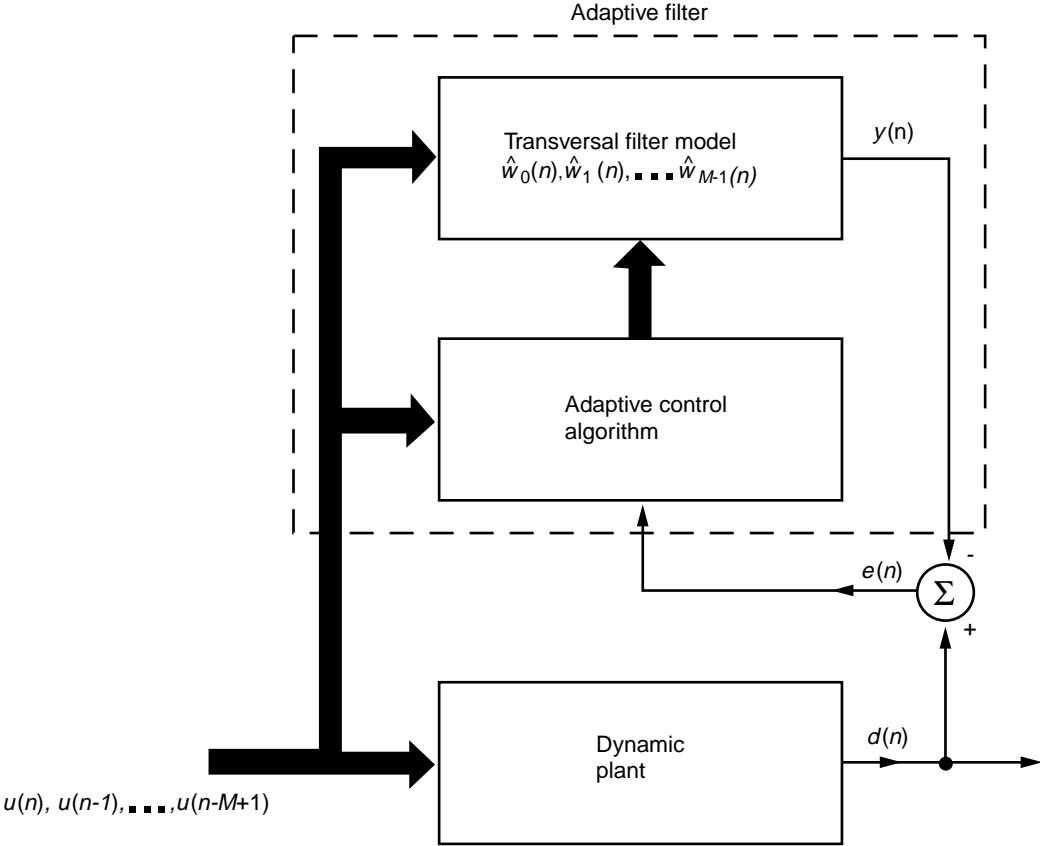 Adaptive filter
Transversal filter model
ŵ0(n),ŵ1 (n),... ŵM-1(n)
y(n)
Adaptive control
algorithm
e(n)
-
Σ
+
Dynamic
plant
d(n)
u(n), u(n-1),...,u(n-M+1)